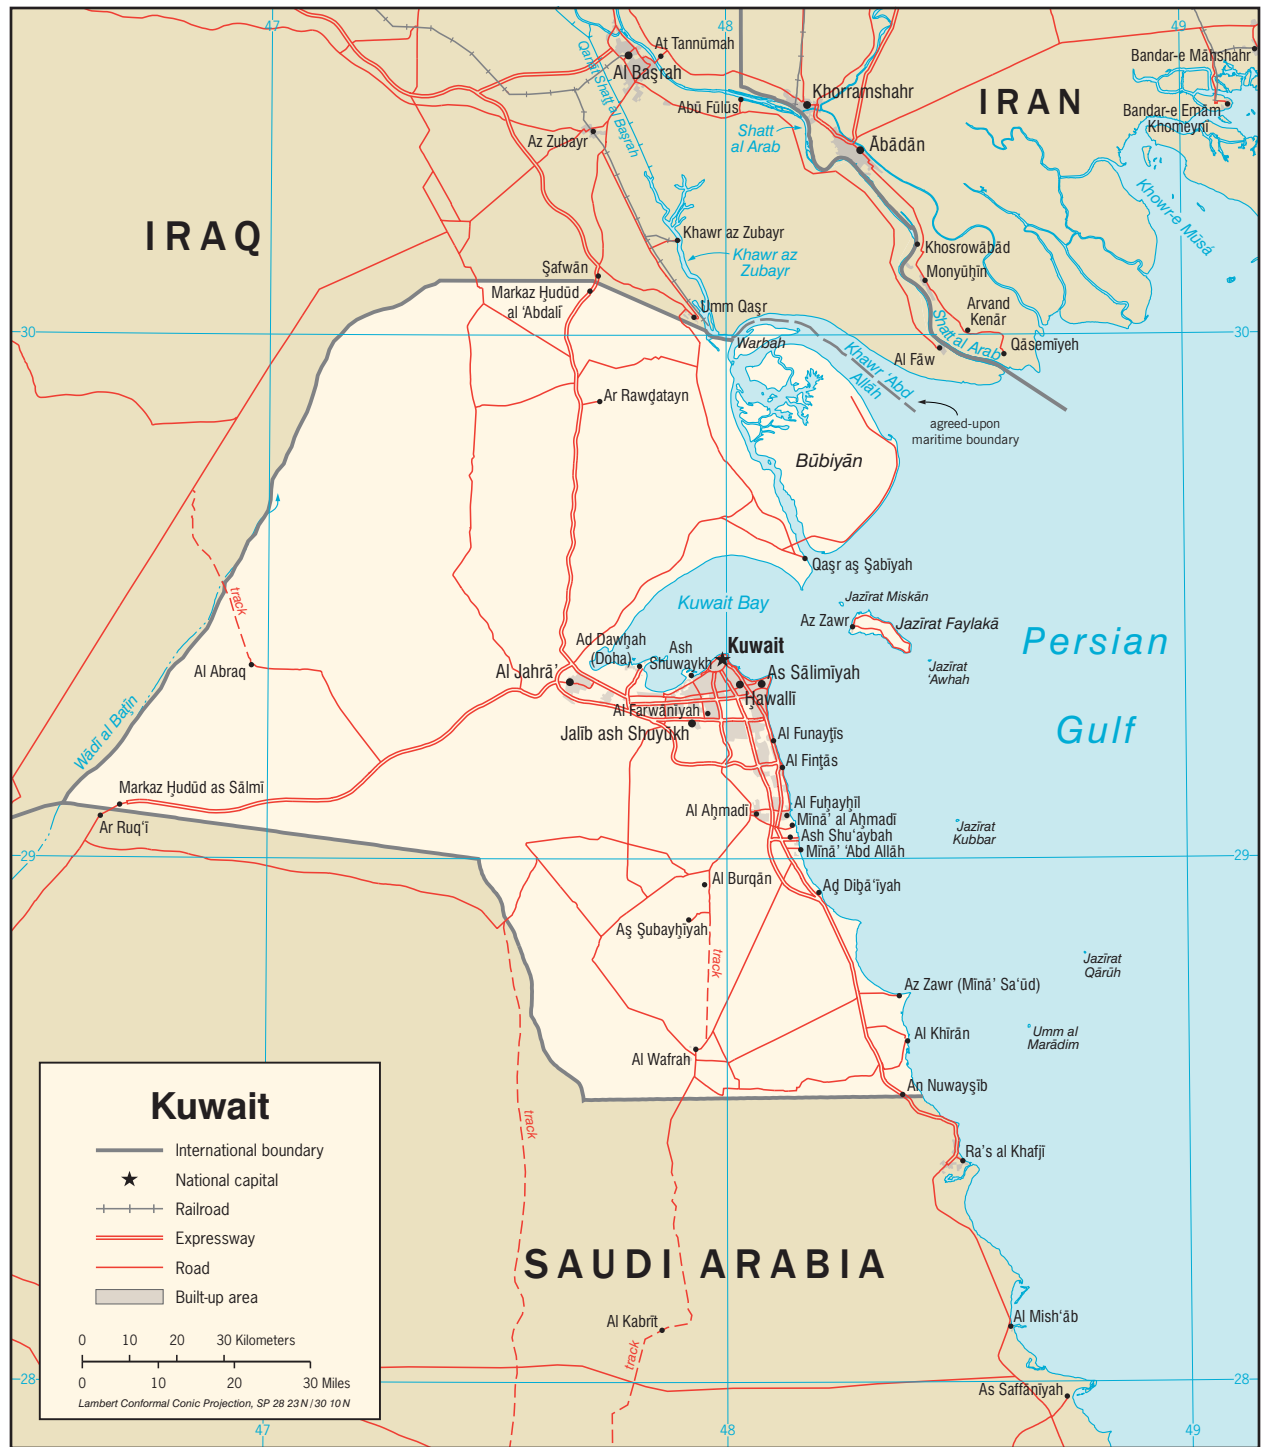 47
48
49
At Tannūmah
Al Başrah
Bandar-e Māhshahr
Qanāt Shaţţ al Başrah
Khorramshahr
IRAN
Abū Fūlūs
Bandar-e Emām
Khomeynī
Shatt
al Arab
Az Zubayr
Ābādān
Khowr-e Mūsá
IRAQ
Khawr az Zubayr
Khosrowābād
Khawr az
Zubayr
Şafwān
Monyūḩīn
Markaz Ḩudūd
al ‘Abdalī
Umm Qaşr
Arvand
Kenār
Shatt al Arab
30
30
Warbah
Qāsemīyeh
Al Fāw
Khawr ‘Abd
Allāh
Ar Rawḑatayn
agreed-upon
maritime boundary
Būbiyān
Qaşr aş Şabīyah
track
Kuwait Bay
Jazīrat Miskān
Az Zawr
Jazīrat Faylakā
Persian
Gulf
Ad Dawḩah
(Doha)
Ash
Shuwaykh
Kuwait
Al Abraq
Al Jahrā’
As Sālimīyah
Jazīrat
‘Awhah
Ḩawallī
Al Farwānīyah
Jalīb ash Shuyūkh
Wādī al Baţin
Al Funayţīs
Al Finţās
Markaz Ḩudūd as Sālmī
Al Fuḩayḩīl
Al Aḩmadī
Mīnā’ al Aḩmadī
Ar Ruq‘ī
Ash Shu‘aybah
Jazīrat
Kubbar
Mīnā’ ‘Abd Allāh
29
29
Al Burqān
Aḑ Ḑibā‘īyah
Aş Şubayḩīyah
track
Jazīrat
Qārūh
Az Zawr (Mīnā’ Sa‘ūd)
Al Khīrān
Umm al
Marādim
Al Wafrah
An Nuwayşīb
track
Ra’s al Khafjī
SAUDI ARABIA
Al Kabrīt
track
Al Mish‘āb
28
28
As Saffānīyah
Kuwait
International boundary
National capital
Railroad
Expressway
Road
Built-up area
0 10 20 30 Kilometers
0 10 20 30 Miles
Lambert Conformal Conic Projection, SP 28 23 N / 30 10 N
47
48
49